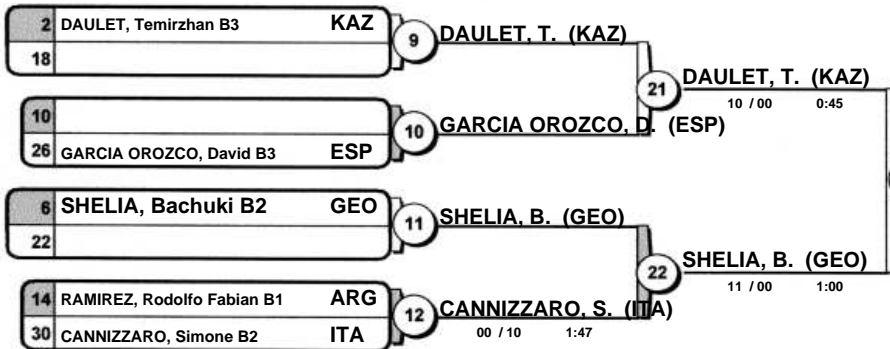 2 DAULET, Temirzhan B3 KAZ
18
9 DAULET, T. (KAZ)
10
26 GARCIA OROZCO, David B3 ESP
10 GARCIA OROZCO, D. (ESP)
21 DAULET, T. (KAZ)
10 / 00 0:45
6 SHELIA, Bachuki B2 GEO
22
11 SHELIA, B. (GEO)
14 RAMIREZ, Rodolfo Fabian B1 ARG
30 CANNIZZARO, Simone B2 ITA
12 CANNIZZARO, S. (ITA)
00 / 10 1:47
22 SHELIA, B. (GEO)
11 / 00 1:00